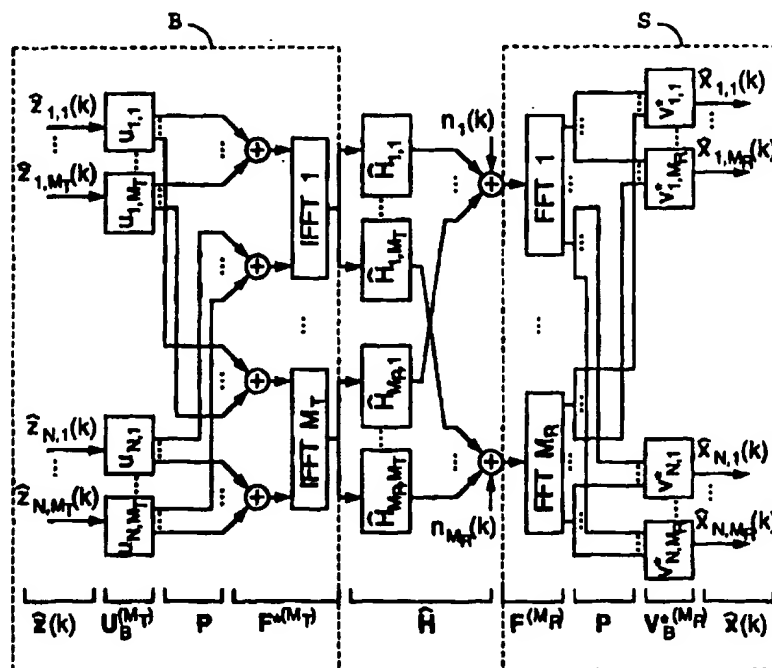 B
S
ẑ1,1(k)
...
ẑ1,MT(k)
u1,1
u1,MT
IFFT 1
Ĥ1,1
Ĥ1,MT
n1(k)
FFT 1
V*1,1
V*1,MR
x̂1,1(k)
...
x̂1,MR(k)
ẑN,1(k)
...
ẑN,MT(k)
uN,1
uN,MT
IFFT MT
ĤMR,1
ĤMR,MT
nMR(k)
FFT MR
V*N,1
V*N,MR
x̂N,1(k)
...
x̂N,MR(k)
ẑ(k) UB(MT) P F*(MT) Ĥ F(MR) P V*B(MR) x̂(k)